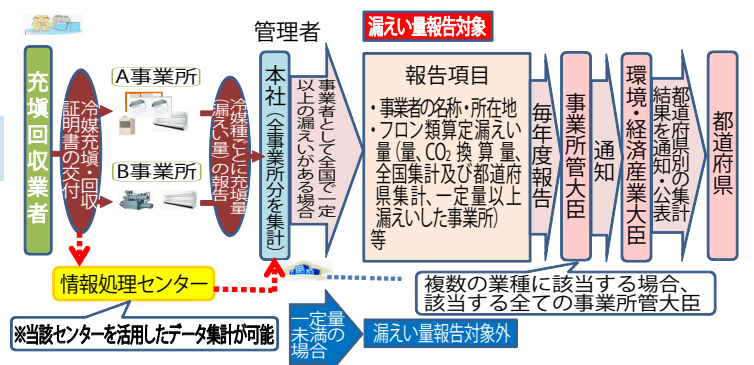 管理者
漏えい量報告対象
充塡回収業者
冷媒充塡・回収
証明書の交付
A事業所
B事業所
冷媒種ごとに充塡量
(漏えい量)の報告
本社(全事業所分を集計)
事業者として全国で一定
以上の漏えいがある場合
報告項目
・事業者の名称・所在地
・フロン類算定漏えい
量(量、CO₂換算量、
全国集計及び都道府
県集計、一定量以上
漏えいした事業所)
等
毎年度報告
事業所管大臣
通知
環境・経済産業大臣
都道府県別の集計
結果を通知・公表
都道府県
情報処理センター
※当該センターを活用したデータ集計が可能
複数の業種に該当する場合、
該当する全ての事業所管大臣
一定量
未満の
場合
漏えい量報告対象外